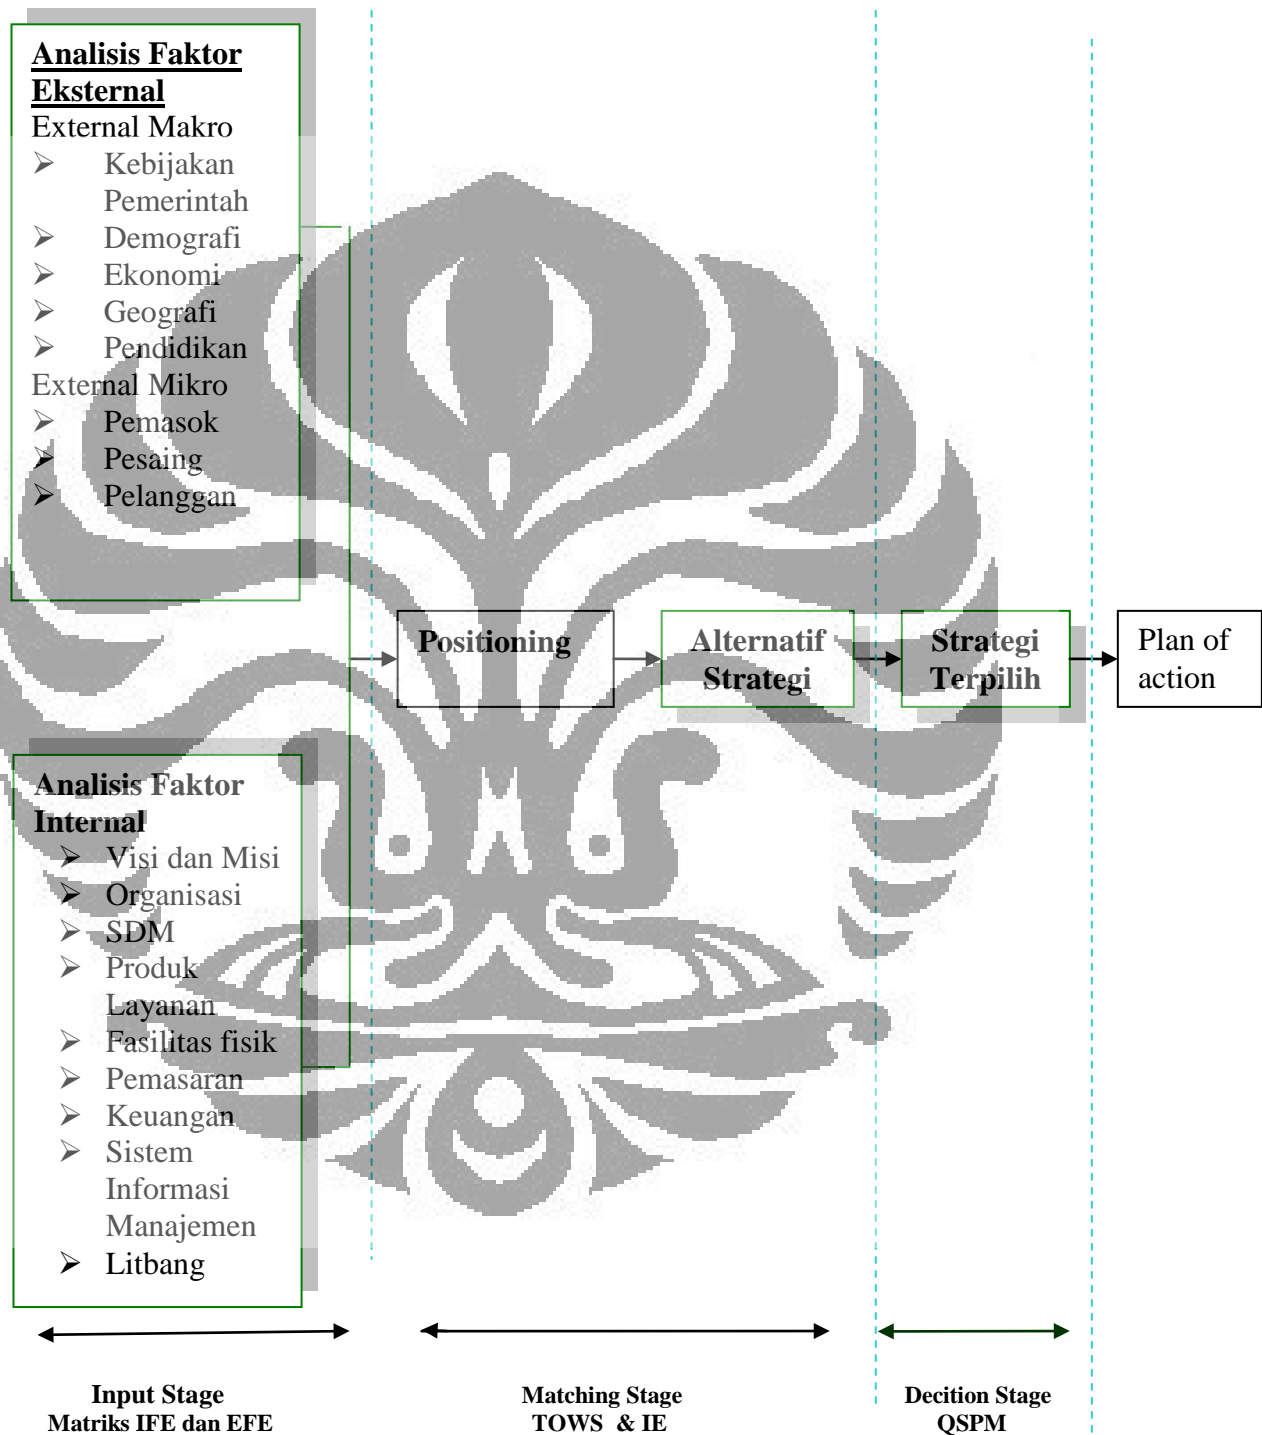 Analisis Faktor
Eksternal
External Makro
➢ Kebijakan
Pemerintah
➢ Demografi
➢ Ekonomi
➢ Geografi
➢ Pendidikan
External Mikro
➢ Pemasok
➢ Pesaing
➢ Pelanggan
Positioning
Alternatif
Strategi
Strategi
Terpilih
Plan of
action
Analisis Faktor
Internal
➢ Visi dan Misi
➢ Organisasi
➢ SDM
➢ Produk
Layanan
➢ Fasilitas fisik
➢ Pemasaran
➢ Keuangan
➢ Sistem
Informasi
Manajemen
➢ Litbang
Input Stage
Matriks IFE dan EFE
Matching Stage
TOWS & IE
Decition Stage
QSPM